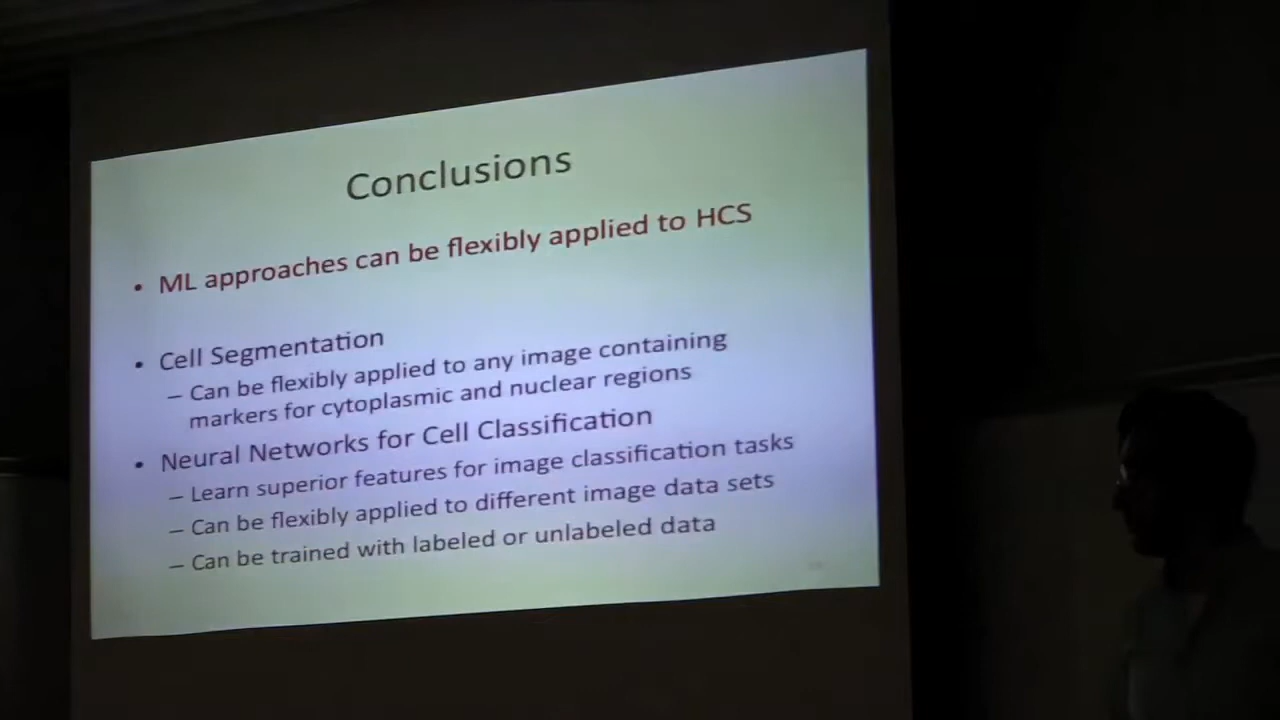 Conclusions
• ML approaches can be flexibly applied to HCS
• Cell Segmentation
– Can be flexibly applied to any image containing
markers for cytoplasmic and nuclear regions
• Neural Networks for Cell Classification
– Learn superior features for image classification tasks
– Can be flexibly applied to different image data sets
– Can be trained with labeled or unlabeled data